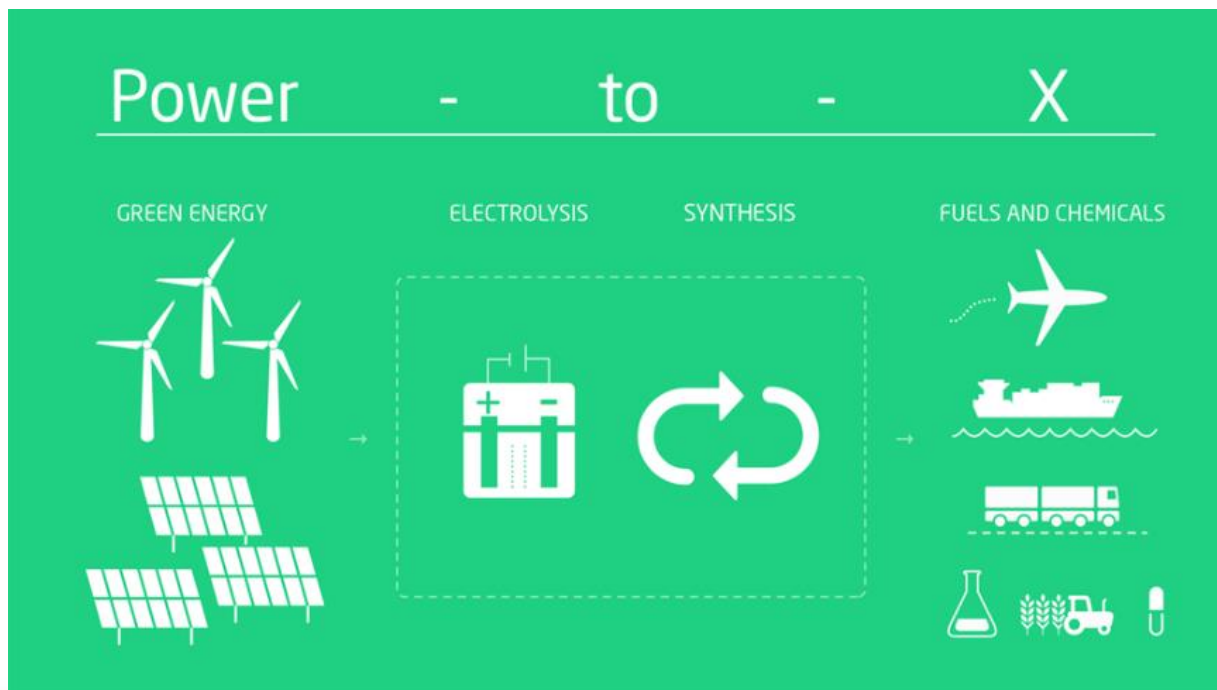 Power - to - X
GREEN ENERGY ELECTROLYSIS SYNTHESIS FUELS AND CHEMICALS
+ -